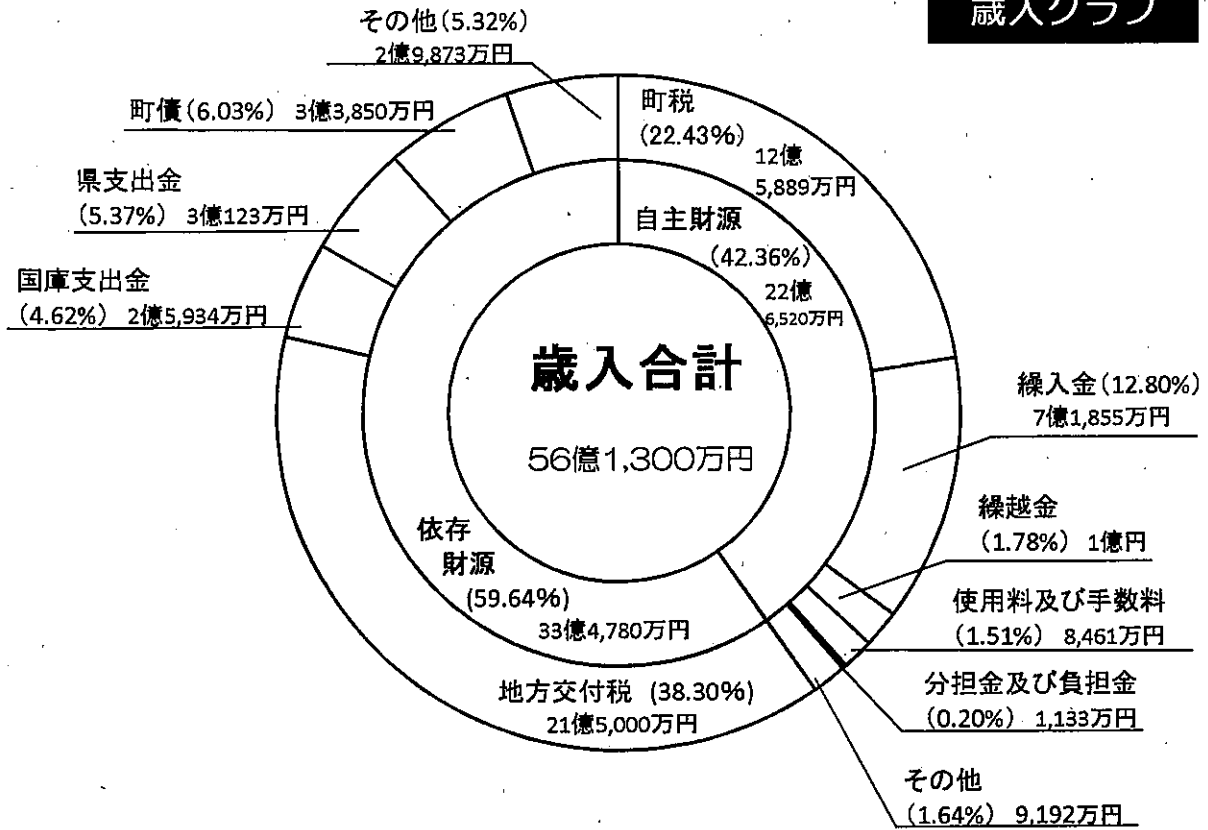 歳入グラフ
その他(5.32%)
2億9,873万円
町債(6.03%) 3億3,850万円
県支出金
(5.37%) 3億123万円
国庫支出金
(4.62%) 2億5,934万円
町税
(22.43%)
12億
5,889万円
自主財源
(42.36%)
22億
6,520万円
歳入合計
56億1,300万円
繰入金(12.80%)
7億1,855万円
繰越金
(1.78%) 1億円
使用料及び手数料
(1.51%) 8,461万円
分担金及び負担金
(0.20%) 1,133万円
その他
(1.64%) 9,192万円
依存
財源
(59.64%)
33億4,780万円
地方交付税 (38.30%)
21億5,000万円